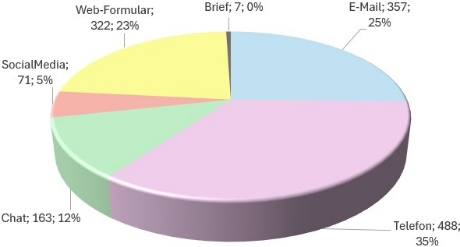 Brief; 7; 0%
E-Mail; 357;
25%
Web-Formular;
322; 23%
SocialMedia;
71; 5%
Chat; 163; 12%
Telefon; 488;
35%